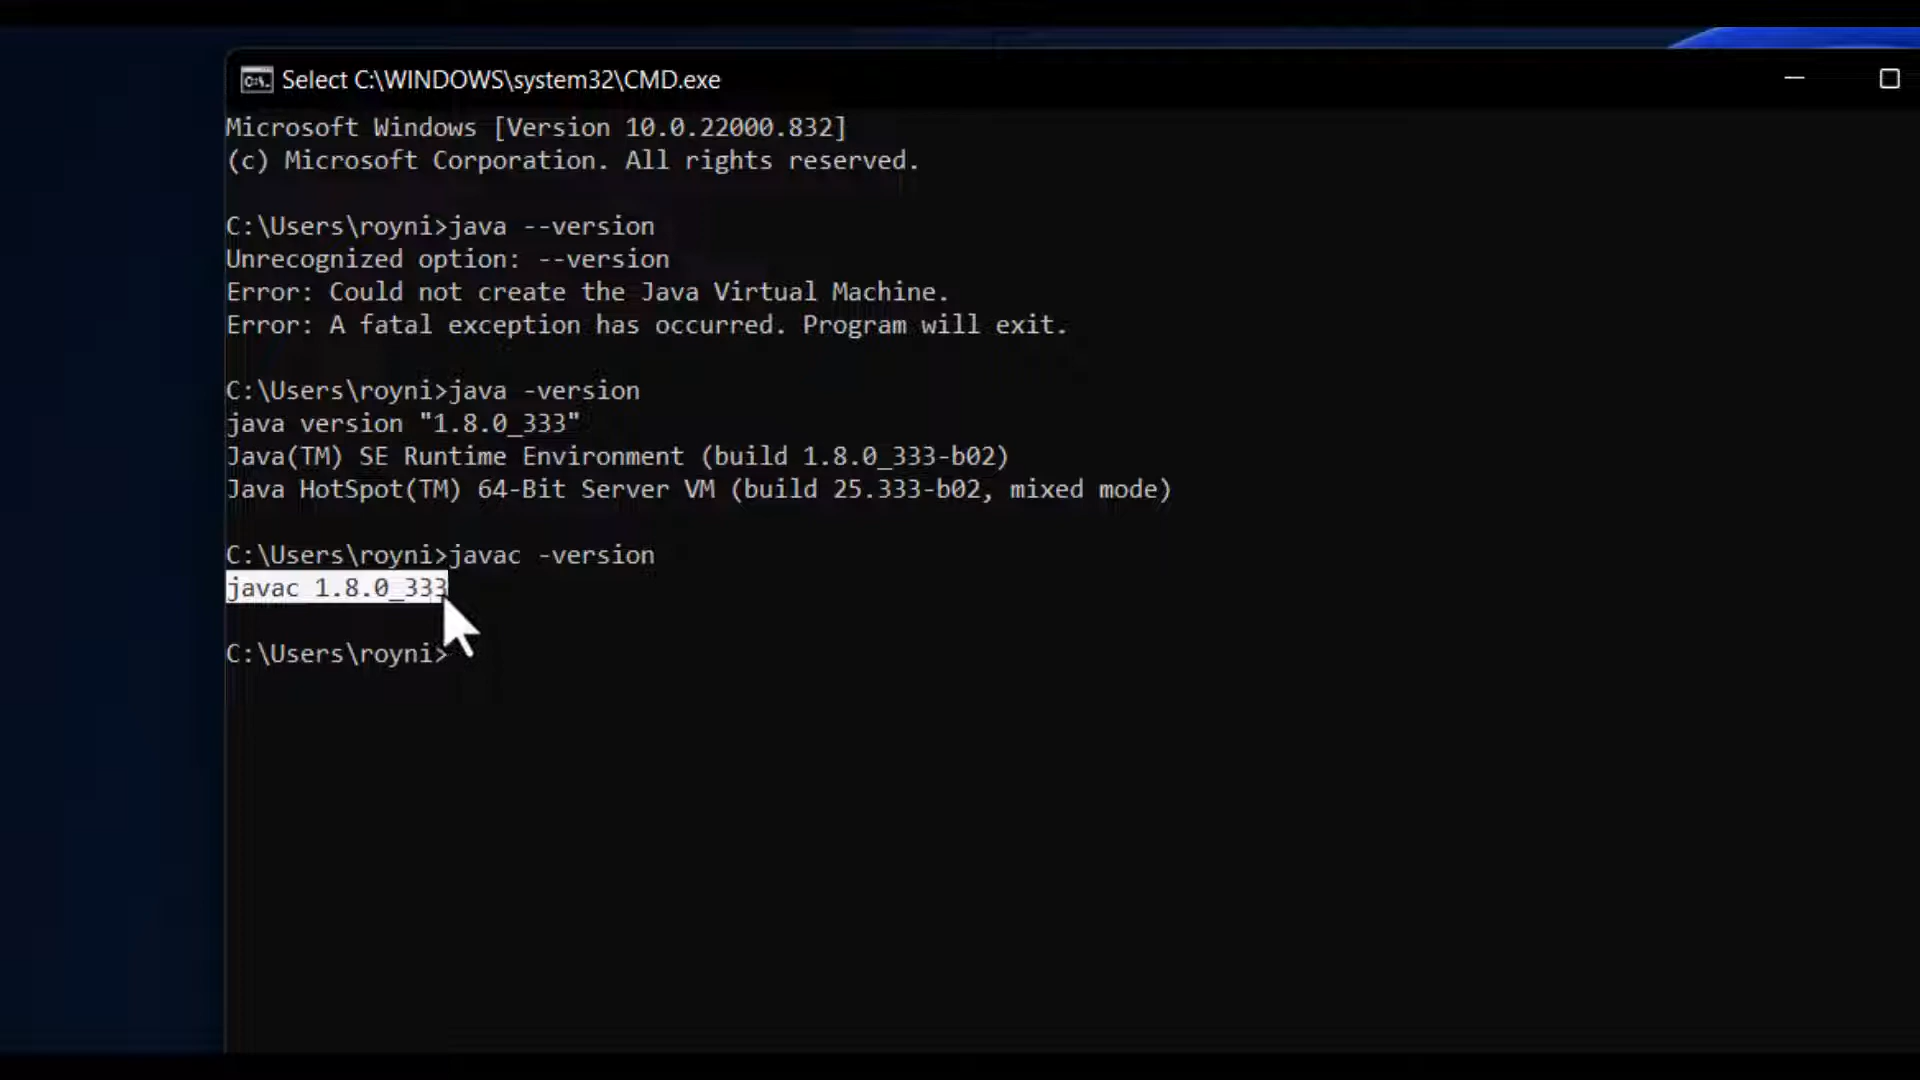 Select C:\WINDOWS\system32\CMD.exe
Microsoft Windows [Version 10.0.22000.832]
(c) Microsoft Corporation. All rights reserved.
C:\Users\royni>java --version
Unrecognized option: --version
Error: Could not create the Java Virtual Machine.
Error: A fatal exception has occurred. Program will exit.
C:\Users\royni>java -version
java version "1.8.0_333"
Java(TM) SE Runtime Environment (build 1.8.0_333-b02)
Java HotSpot(TM) 64-Bit Server VM (build 25.333-b02, mixed mode)
C:\Users\royni>javac -version
javac 1.8.0_333
C:\Users\royni>